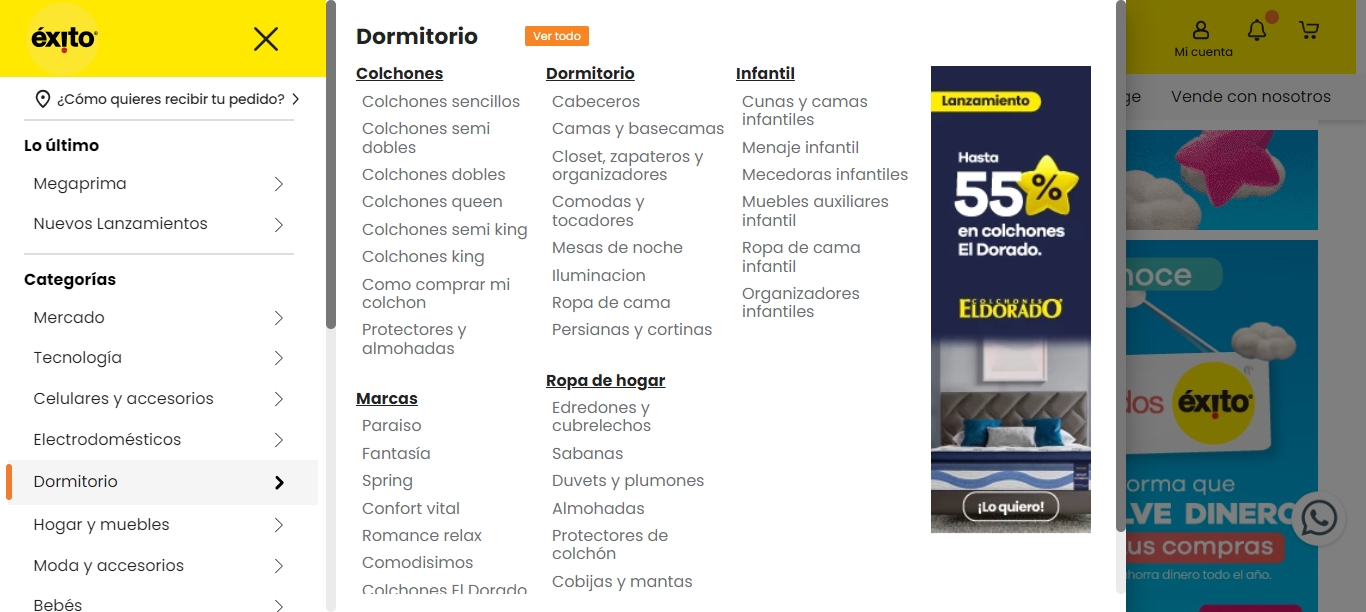 éxito
¿Cómo quieres recibir tu pedido?
Lo último
Megaprima
Nuevos Lanzamientos
Categorías
Mercado
Tecnología
Celulares y accesorios
Electrodomésticos
Dormitorio
Hogar y muebles
Moda y accesorios
Bebés
Dormitorio
Ver todo
Colchones
Colchones sencillos
Colchones semi
dobles
Colchones dobles
Colchones queen
Colchones semi king
Colchones king
Como comprar mi
colchon
Protectores y
almohadas
Marcas
Paraiso
Fantasía
Spring
Confort vital
Romance relax
Comodisimos
Colchones El Dorado
Dormitorio
Cabeceros
Camas y basecamas
Closet, zapateros y
organizadores
Comodas y
tocadores
Mesas de noche
Iluminacion
Ropa de cama
Persianas y cortinas
Ropa de hogar
Edredones y
cubrelechos
Sabanas
Duvets y plumones
Almohadas
Protectores de
colchón
Cobijas y mantas
Infantil
Cunas y camas
infantiles
Menaje infantil
Mecedoras infantiles
Muebles auxiliares
infantil
Ropa de cama
infantil
Organizadores
infantiles
Lanzamiento
Hasta
55%
en colchones
El Dorado.
COLCHONES
ELDORADO
¡Lo quiero!
Mi cuenta
ge
Vende con nosotros
noce
dos
éxito
orma que
LVE DINERO
us compras
horra dinero todo el año.